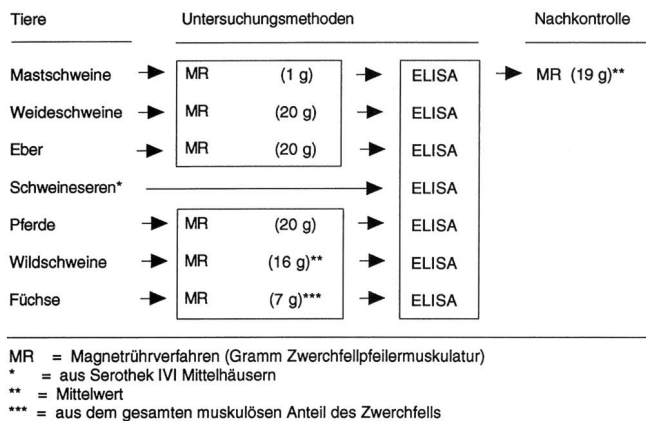 Tiere Untersuchungsmethoden Nachkontrolle
Mastschweine MR (1 g) ELISA MR (19 g)**
Weideschweine MR (20 g) ELISA
Eber MR (20 g) ELISA
Schweineseren* ELISA
Pferde MR (20 g) ELISA
Wildschweine MR (16 g)** ELISA
Füchse MR (7 g)*** ELISA
MR = Magnetrührverfahren (Gramm Zwerchfellpfeilermuskulatur)
* = aus Serothek IVI Mittelhäusern
** = Mittelwert
*** = aus dem gesamten muskulösen Anteil des Zwerchfells